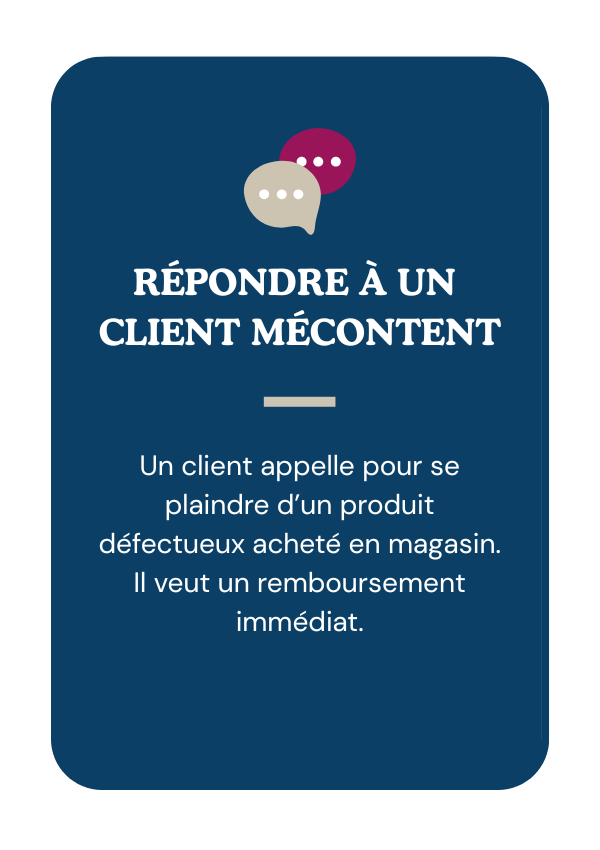 RÉPONDRE À UN
CLIENT MÉCONTENT
Un client appelle pour se
plaindre d’un produit
défectueux acheté en magasin.
Il veut un remboursement
immédiat.